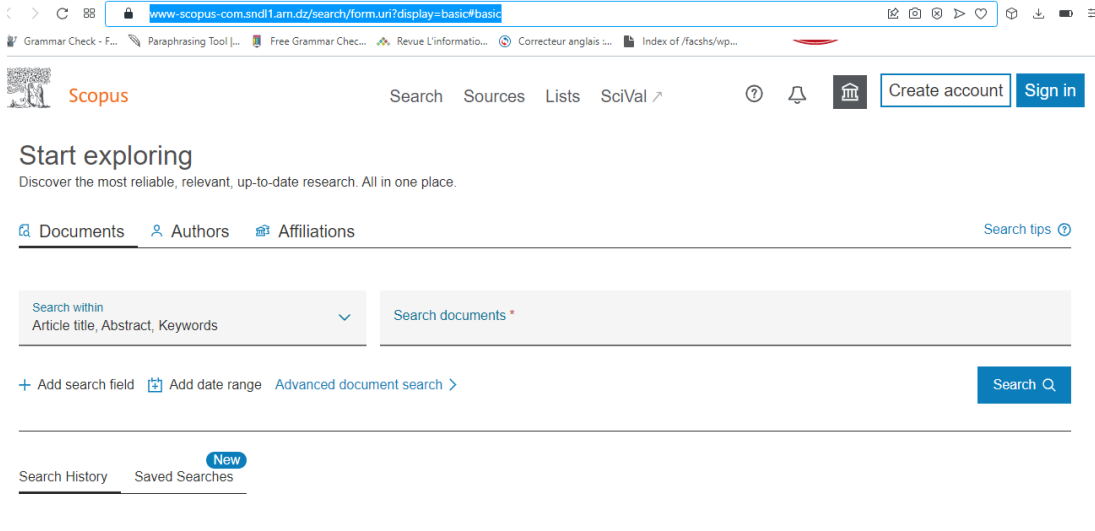 www-scopus-com.sndl1.arn.dz/search/form.uri?display=basic#basic
Grammar Check - F... Paraphrasing Tool |... Free Grammar Chec... Revue L'informatio... Correcteur anglais :... Index of /facshs/wp...
Scopus Search Sources Lists SciVal ↗ Create account Sign in
Start exploring
Discover the most reliable, relevant, up-to-date research. All in one place.
Documents Authors Affiliations Search tips
Search within
Article title, Abstract, Keywords
Search documents *
+ Add search field Add date range Advanced document search >
Search
New
Search History Saved Searches